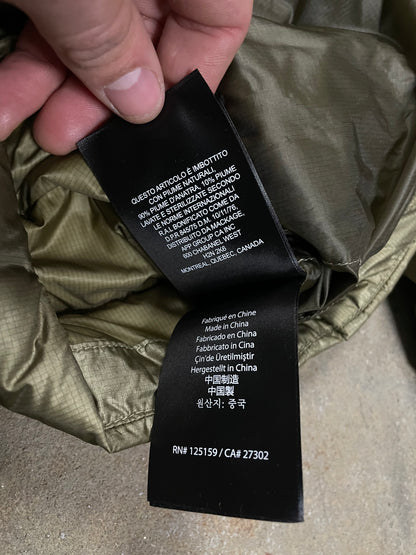 QUESTO ARTICOLO È IMBOTTITO
CON PIUME NATURALI.
90% PIUME D'ANATRA, 10% PIUME
LAVATE E STERILIZZATE SECONDO
LE NORME INTERNAZIONALI
R.A.L BONIFICATO COME DA
D.P.R 845/75 D.M. 10/11/76,
DISTRIBUITO DA MACKAGE,
APP GROUP CA INC
600 CHABANEL WEST
H2N 2K6
MONTREAL, QUEBEC, CANADA
Fabriqué en Chine
Made in China
Fabricado en China
Fabbricato in Cina
Çin'de Üretilmiştir
Hergestellt in China
中国制造
中國製
원산지: 중국
RN# 125159 / CA# 27302